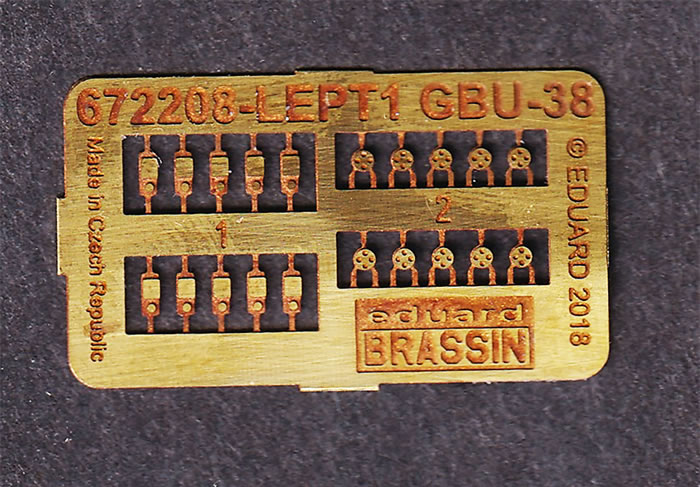 672208-LEPT1 GBU-38
Made in Czech Republic
1
2
© EDUARD 2018
eduard
BRASSIN